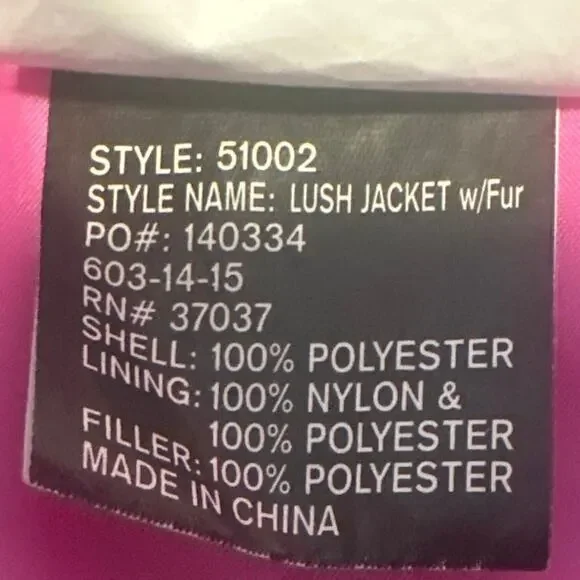 STYLE: 51002
STYLE NAME: LUSH JACKET w/Fur
PO#: 140334
603-14-15
RN# 37037
SHELL: 100% POLYESTER
LINING: 100% NYLON &
100% POLYESTER
FILLER: 100% POLYESTER
MADE IN CHINA